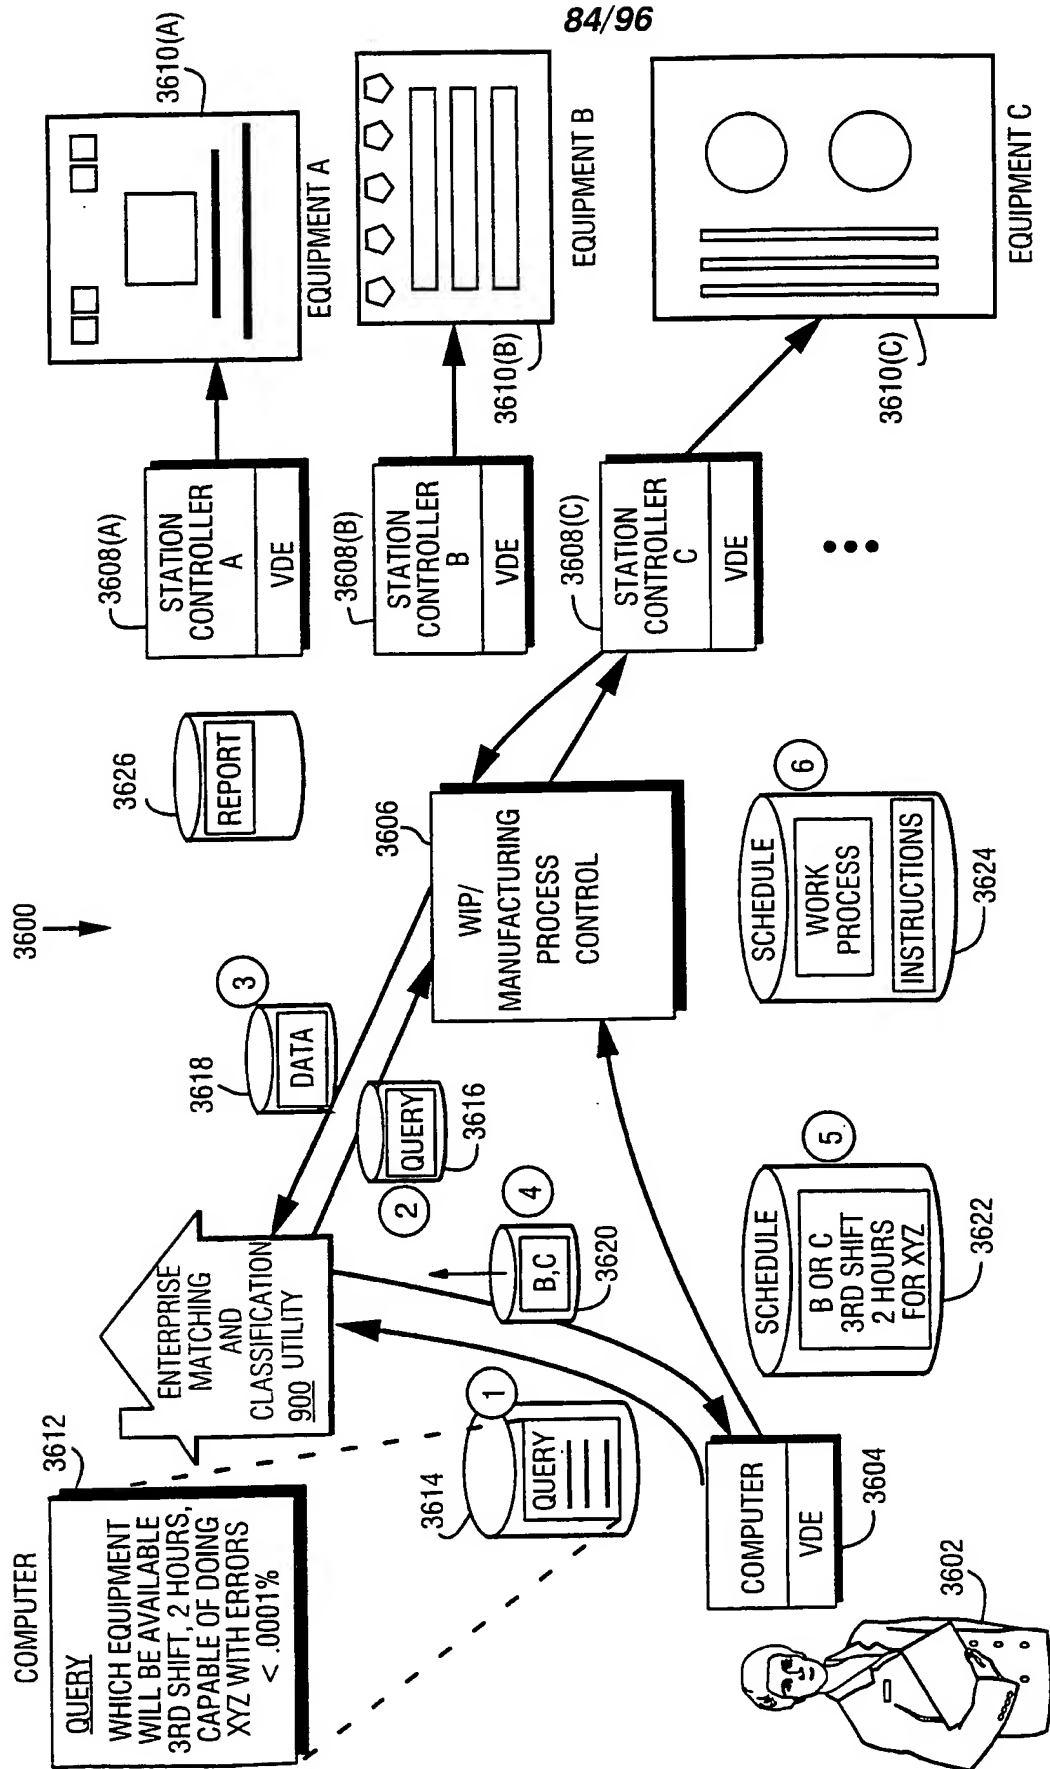 84/96
3600
COMPUTER
QUERY
WHICH EQUIPMENT
WILL BE AVAILABLE
3RD SHIFT, 2 HOURS,
CAPABLE OF DOING
XYZ WITH ERRORS
< .0001%
3612
ENTERPRISE
MATCHING
AND
CLASSIFICATION
900 UTILITY
3614
1
QUERY
2
QUERY
3616
3618
3
DATA
4
B,C
3620
3626
REPORT
3606
WIP/
MANUFACTURING
PROCESS
CONTROL
3608(A)
STATION
CONTROLLER
A
VDE
3610(A)
EQUIPMENT A
3608(B)
STATION
CONTROLLER
B
VDE
3610(B)
EQUIPMENT B
3608(C)
STATION
CONTROLLER
C
VDE
3610(C)
EQUIPMENT C
COMPUTER
VDE
3604
3602
5
SCHEDULE
B OR C
3RD SHIFT
2 HOURS
FOR XYZ
3622
6
SCHEDULE
WORK
PROCESS
INSTRUCTIONS
3624